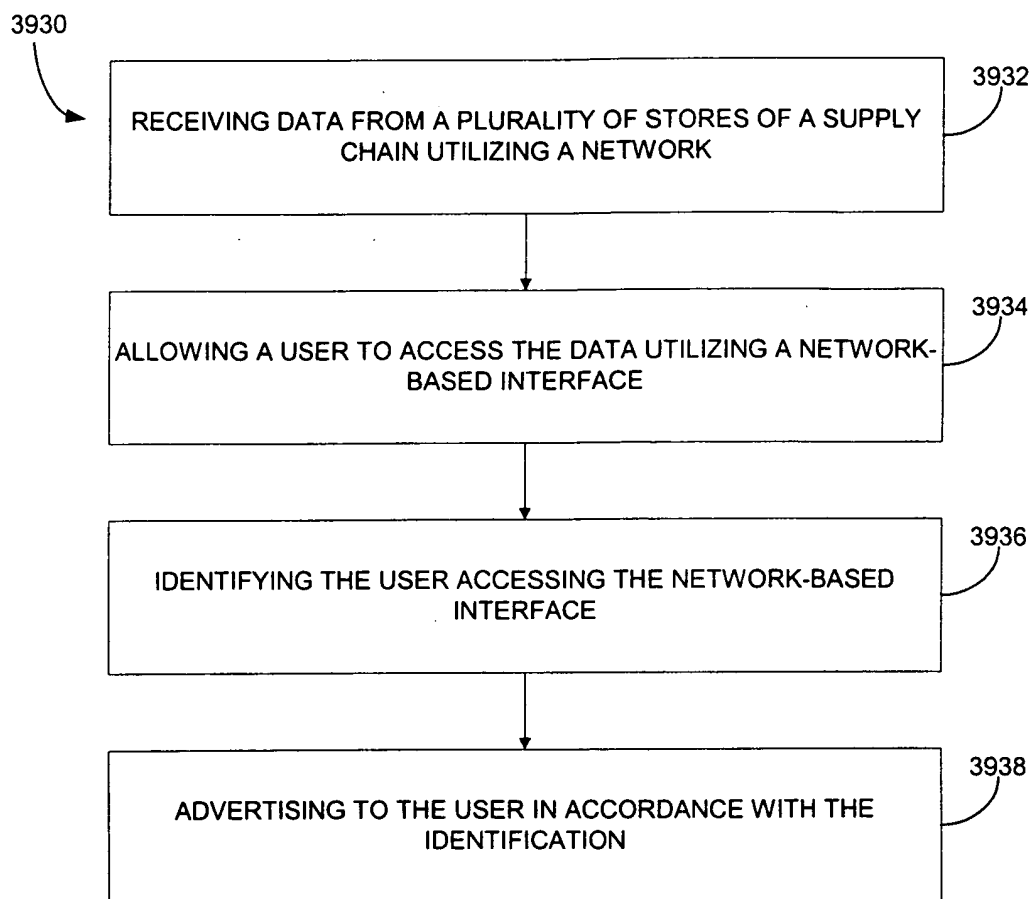 3930
3932
RECEIVING DATA FROM A PLURALITY OF STORES OF A SUPPLY
CHAIN UTILIZING A NETWORK
3934
ALLOWING A USER TO ACCESS THE DATA UTILIZING A NETWORK-
BASED INTERFACE
3936
IDENTIFYING THE USER ACCESSING THE NETWORK-BASED
INTERFACE
3938
ADVERTISING TO THE USER IN ACCORDANCE WITH THE
IDENTIFICATION